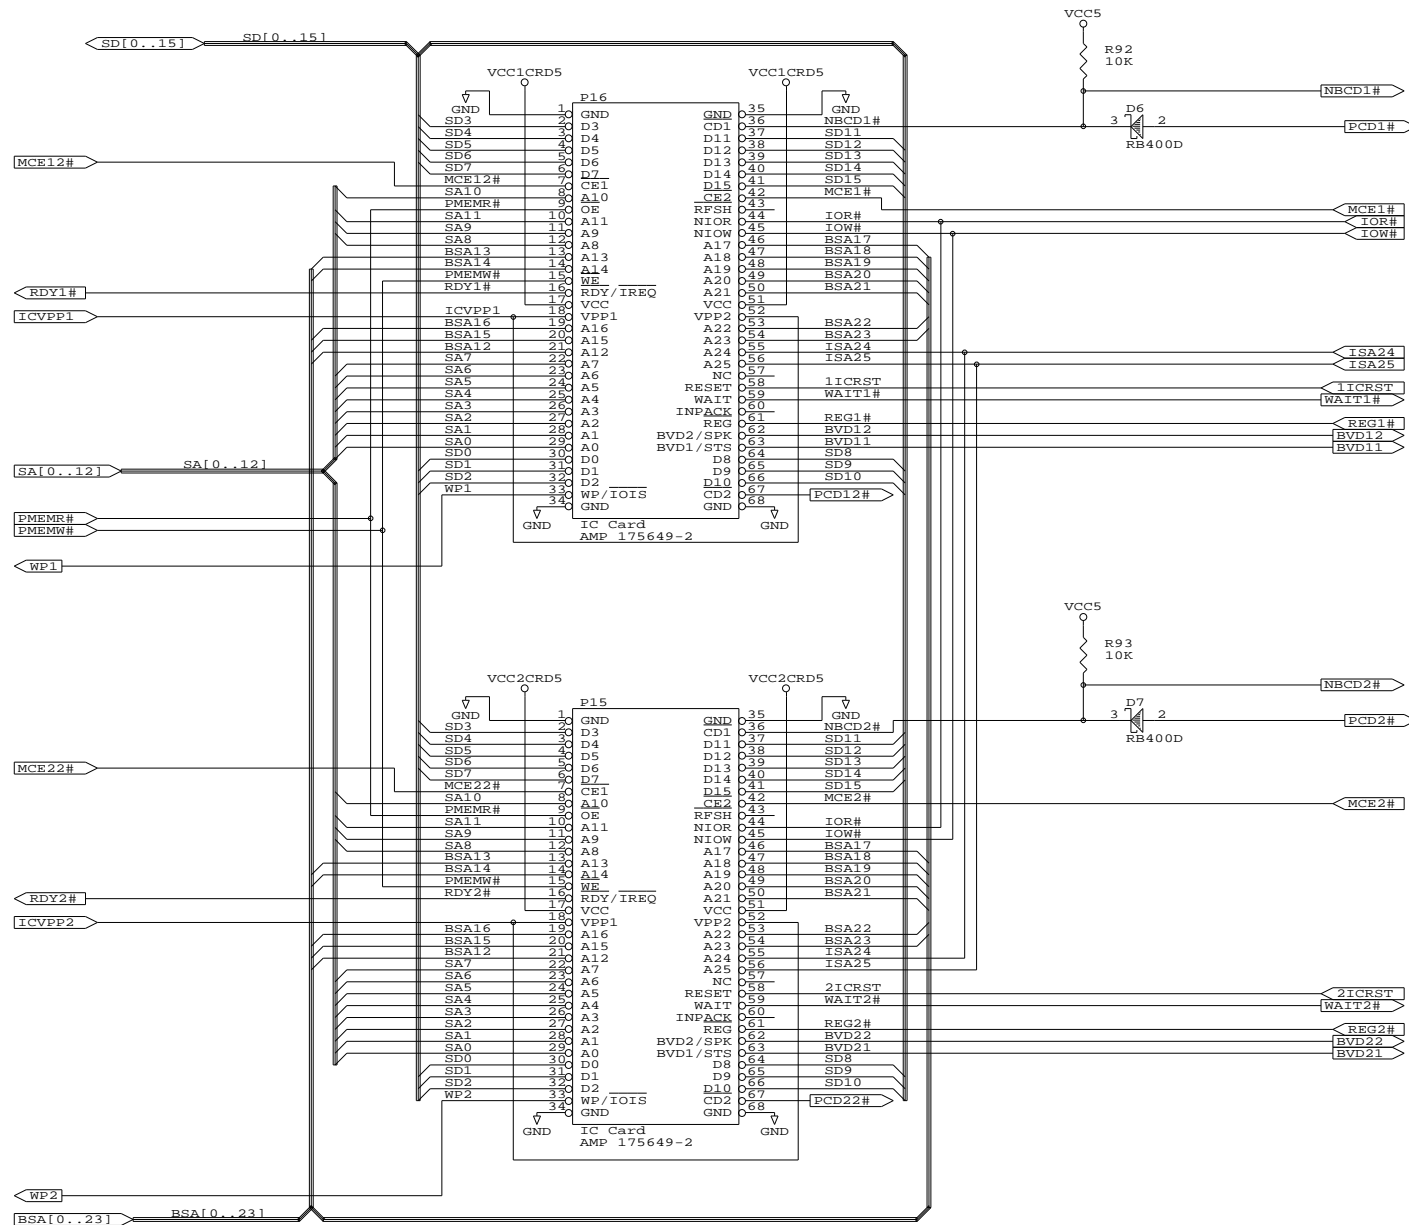 VCC5
SD[0..15] SD[0..15]
R92
10K
VCC1CRD5 VCC1CRD5
NBCD1#
GND P16 GND
D6
1 GND GND 35
SD3 2 D3 CD1 36 NBCD1# 3 2 PCD1#
SD4 3 D4 D11 37 SD11
RB400D
SD5 4 D5 D12 38 SD12
SD6 5 D6 D13 39 SD13
MCE12#
SD7 6 D7 D14 40 SD14
MCE12# 7 CE1 D15 41 SD15
SA10 8 A10 CE2 42 MCE1#
PMEMR# 9 OE RFSH 43 MCE1#
SA11 10 A11 NIOR 44 IOR# IOR#
SA9 11 A9 NIOW 45 IOW# IOW#
SA8 12 A8 A17 46 BSA17
BSA13 13 A13 A18 47 BSA18
BSA14 14 A14 A19 48 BSA19
PMEMW# 15 WE A20 49 BSA20
RDY1# RDY1# 16 RDY/IREQ A21 50 BSA21
17 VCC VCC 51
ICVPP1 ICVPP1 18 VPP1 VPP2 52
BSA16 19 A16 A22 53 BSA22
BSA15 20 A15 A23 54 BSA23
BSA12 21 A12 A24 55 ISA24 ISA24
SA7 22 A7 A25 56 ISA25 ISA25
SA6 23 A6 NC 57
SA5 24 A5 RESET 58 1ICRST 1ICRST
SA4 25 A4 WAIT 59 WAIT1# WAIT1#
SA3 26 A3 INPACK 60
SA2 27 A2 REG 61 REG1# REG1#
SA1 28 A1 BVD2/SPK 62 BVD12 BVD12
SA0 29 A0 BVD1/STS 63 BVD11 BVD11
SD0 30 D0 D8 64 SD8
SA[0..12] SA[0..12] SD1 31 D1 D9 65 SD9
SD2 32 D2 D10 66 SD10
WP1 33 WP/IOIS CD2 67 PCD12#
34 GND GND 68
PMEMR#
GND IC Card GND
PMEMW#
AMP 175649-2
WP1
VCC5
R93
10K
VCC2CRD5 VCC2CRD5
NBCD2#
GND P15 GND
D7
1 GND GND 35
3 2 PCD2#
SD3 2 D3 CD1 36 NBCD2#
SD4 3 D4 D11 37 SD11
RB400D
SD5 4 D5 D12 38 SD12
SD6 5 D6 D13 39 SD13
MCE22#
SD7 6 D7 D14 40 SD14
MCE22# 7 CE1 D15 41 SD15
SA10 8 A10 CE2 42 MCE2# MCE2#
PMEMR# 9 OE RFSH 43
SA11 10 A11 NIOR 44 IOR#
SA9 11 A9 NIOW 45 IOW#
SA8 12 A8 A17 46 BSA17
BSA13 13 A13 A18 47 BSA18
BSA14 14 A14 A19 48 BSA19
PMEMW# 15 WE A20 49 BSA20
RDY2# RDY2# 16 RDY/IREQ A21 50 BSA21
17 VCC VCC 51
ICVPP2 18 VPP1 VPP2 52
BSA16 19 A16 A22 53 BSA22
BSA15 20 A15 A23 54 BSA23
BSA12 21 A12 A24 55 ISA24
SA7 22 A7 A25 56 ISA25
SA6 23 A6 NC 57
SA5 24 A5 RESET 58 2ICRST 2ICRST
SA4 25 A4 WAIT 59 WAIT2# WAIT2#
SA3 26 A3 INPACK 60
SA2 27 A2 REG 61 REG2# REG2#
SA1 28 A1 BVD2/SPK 62 BVD22 BVD22
SA0 29 A0 BVD1/STS 63 BVD21 BVD21
SD0 30 D0 D8 64 SD8
SD1 31 D1 D9 65 SD9
SD2 32 D2 D10 66 SD10
WP2 33 WP/IOIS CD2 67 PCD22#
34 GND GND 68
GND IC Card GND
AMP 175649-2
WP2
BSA[0..23] BSA[0..23]